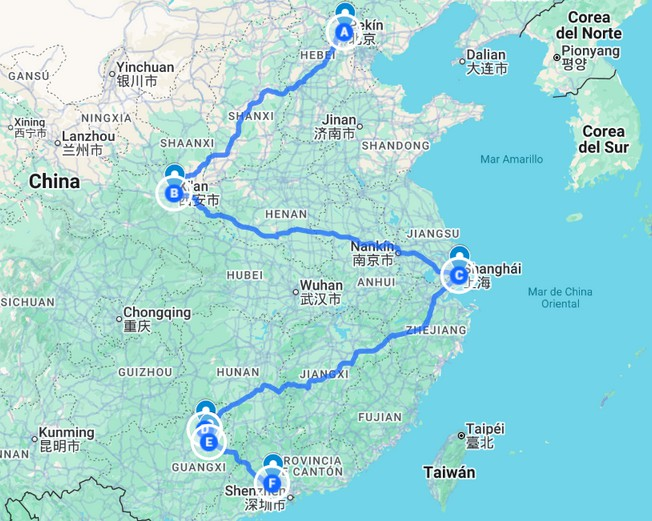 Corea
del Norte
A
Pekín
北京
HEBEI
Dalian
大连市
Pionyang
평양
Yinchuan
银川市
GANSÚ
NINGXIA
SHANXI
Jinan
济南市
Corea
del Sur
Xining
西宁市
Lanzhou
兰州市
SHAANXI
SHANDONG
Mar Amarillo
China
B
Xi'an
西安市
HENAN
JIANGSU
Nankín
南京市
C
Shanghái
上海
HUBEI
Wuhan
武汉市
ANHUI
Mar de China
Oriental
SICHUAN
Chongqing
重庆
ZHEJIANG
GUIZHOU
HUNAN
JIANGXI
FUJIAN
D
E
Kunming
昆明市
Taipéi
臺北
GUANGXI
PROVINCIA
DE CANTÓN
F
Taiwán
Shenzhen
深圳市